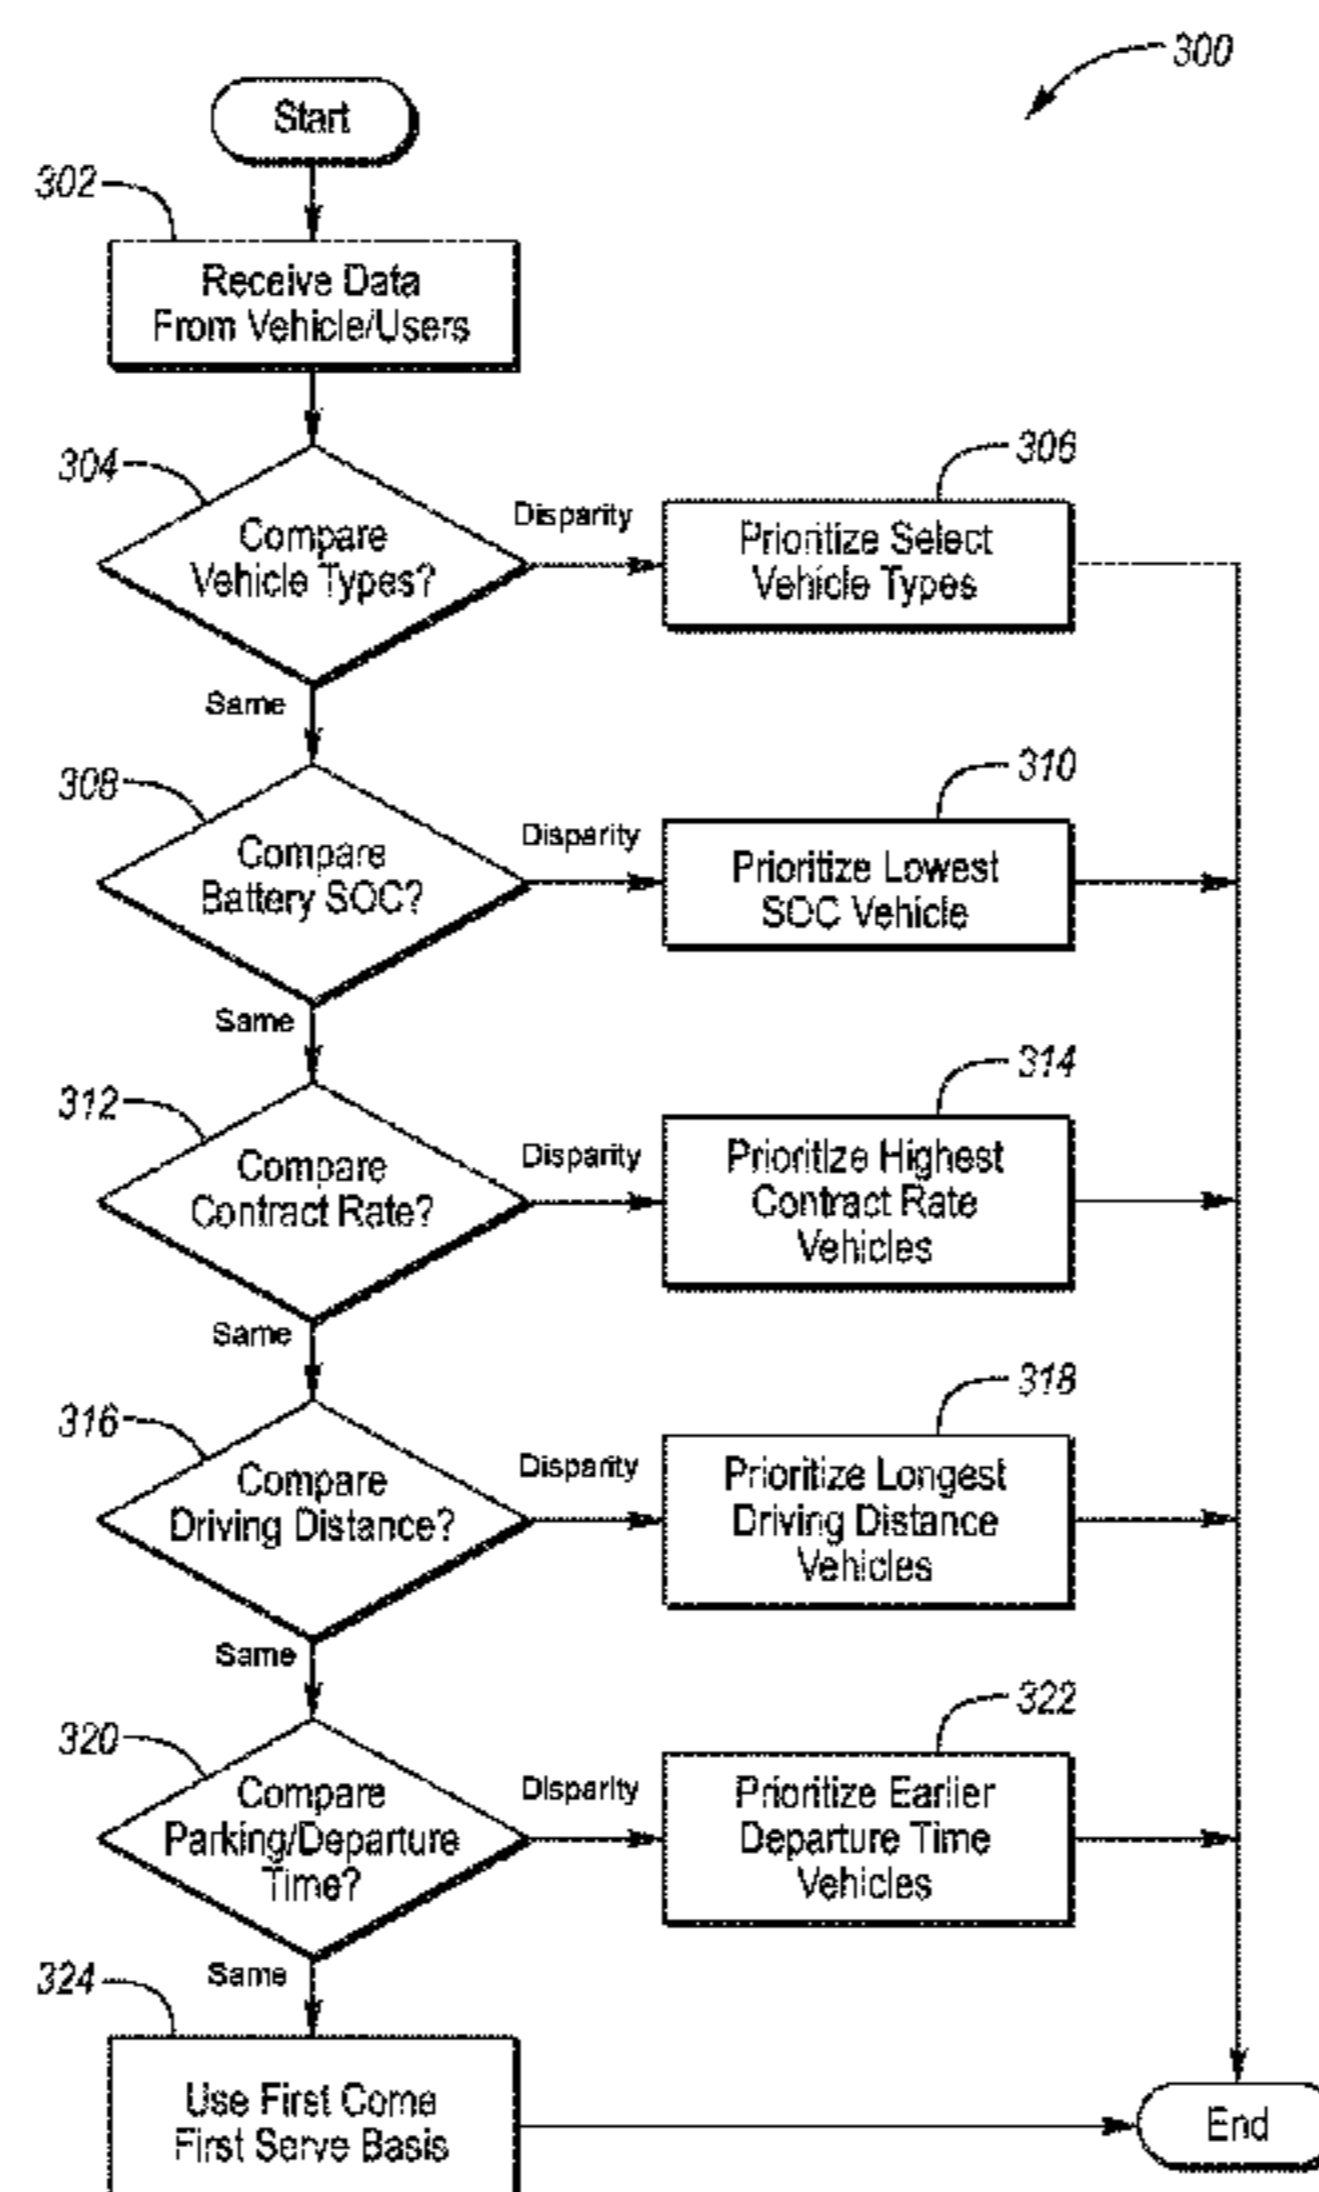 300
Start
302
Receive Data
From Vehicle/Users
304
Compare
Vehicle Types?
Disparity
306
Prioritize Select
Vehicle Types
Same
308
Compare
Battery SOC?
Disparity
310
Prioritize Lowest
SOC Vehicle
Same
312
Compare
Contract Rate?
Disparity
314
Prioritize Highest
Contract Rate
Vehicles
Same
316
Compare
Driving Distance?
Disparity
318
Prioritize Longest
Driving Distance
Vehicles
Same
320
Compare
Parking/Departure
Time?
Disparity
322
Prioritize Earlier
Departure Time
Vehicles
Same
324
Use First Come
First Serve Basis
End